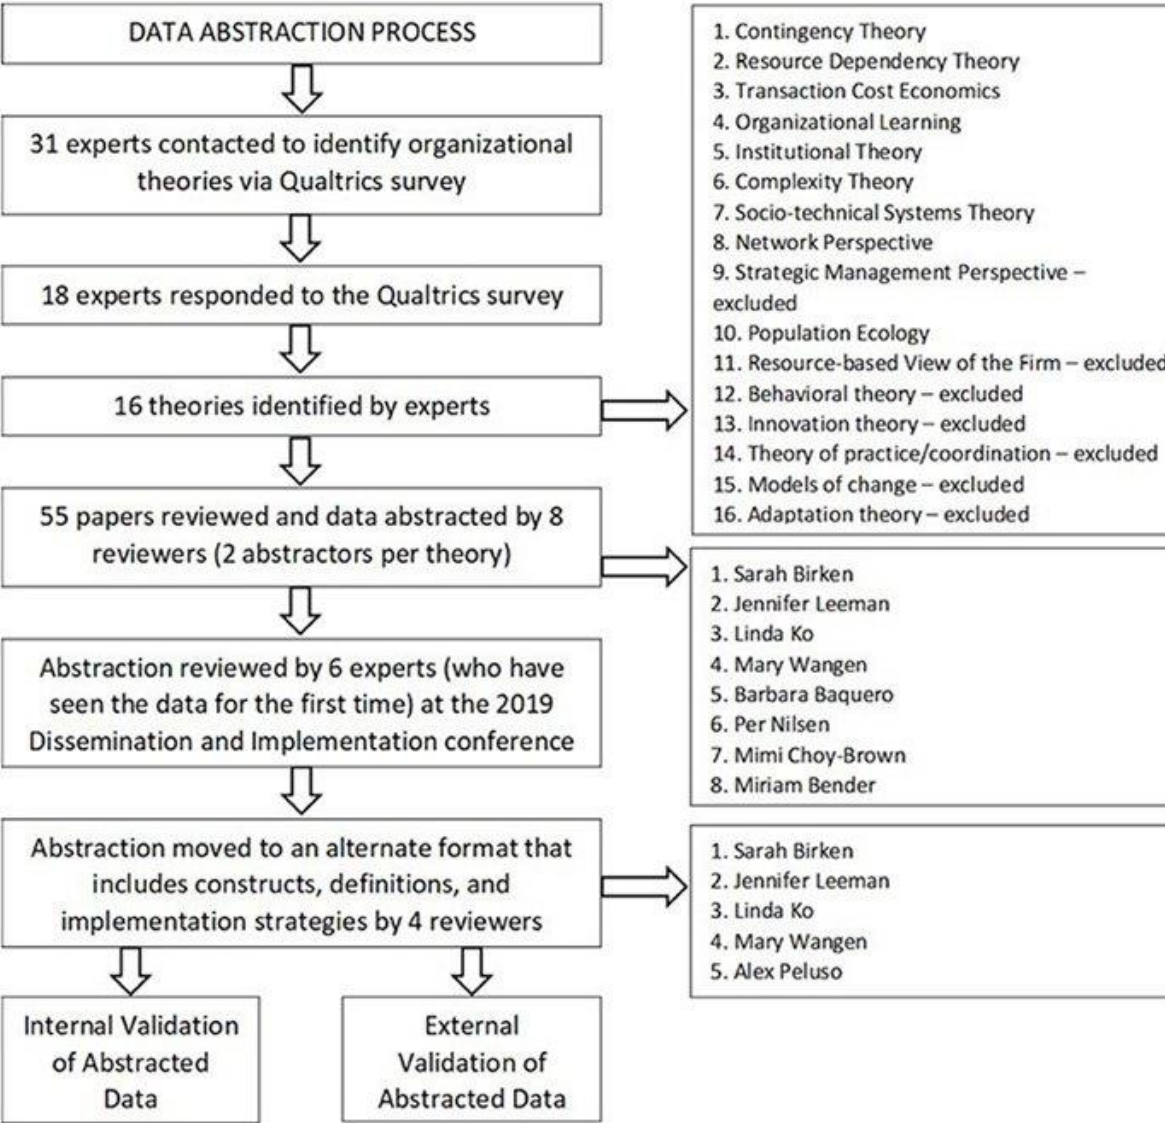 DATA ABSTRACTION PROCESS
31 experts contacted to identify organizational
theories via Qualtrics survey
18 experts responded to the Qualtrics survey
16 theories identified by experts
1. Contingency Theory
2. Resource Dependency Theory
3. Transaction Cost Economics
4. Organizational Learning
5. Institutional Theory
6. Complexity Theory
7. Socio-technical Systems Theory
8. Network Perspective
9. Strategic Management Perspective –
excluded
10. Population Ecology
11. Resource-based View of the Firm – excluded
12. Behavioral theory – excluded
13. Innovation theory – excluded
14. Theory of practice/coordination – excluded
15. Models of change – excluded
16. Adaptation theory – excluded
55 papers reviewed and data abstracted by 8
reviewers (2 abstractors per theory)
1. Sarah Birken
2. Jennifer Leeman
3. Linda Ko
4. Mary Wangen
5. Barbara Baquero
6. Per Nilsen
7. Mimi Choy-Brown
8. Miriam Bender
Abstraction reviewed by 6 experts (who have
seen the data for the first time) at the 2019
Dissemination and Implementation conference
Abstraction moved to an alternate format that
includes constructs, definitions, and
implementation strategies by 4 reviewers
1. Sarah Birken
2. Jennifer Leeman
3. Linda Ko
4. Mary Wangen
5. Alex Peluso
Internal Validation
of Abstracted
Data
External
Validation of
Abstracted Data